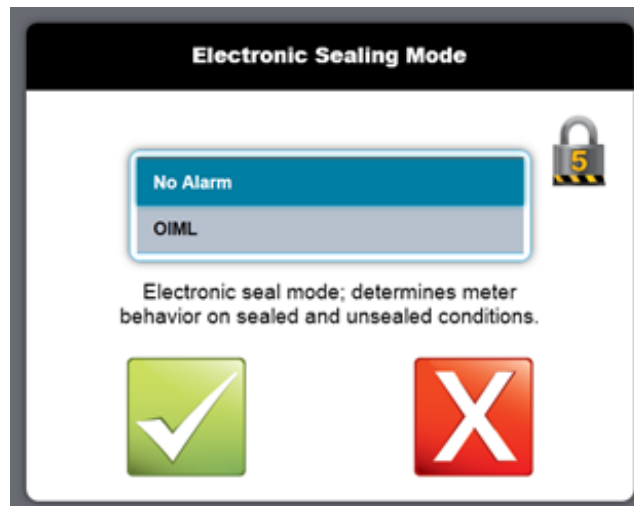 Electronic Sealing Mode
5
No Alarm
OIML
Electronic seal mode; determines meter
behavior on sealed and unsealed conditions.
X